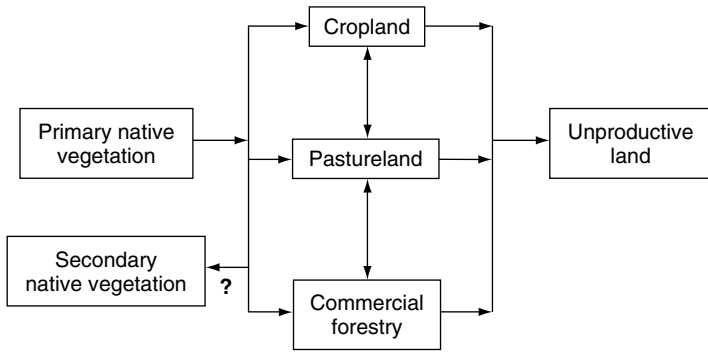 Cropland
Primary native
vegetation
Pastureland
Unproductive
land
Secondary
native vegetation
?
Commercial
forestry